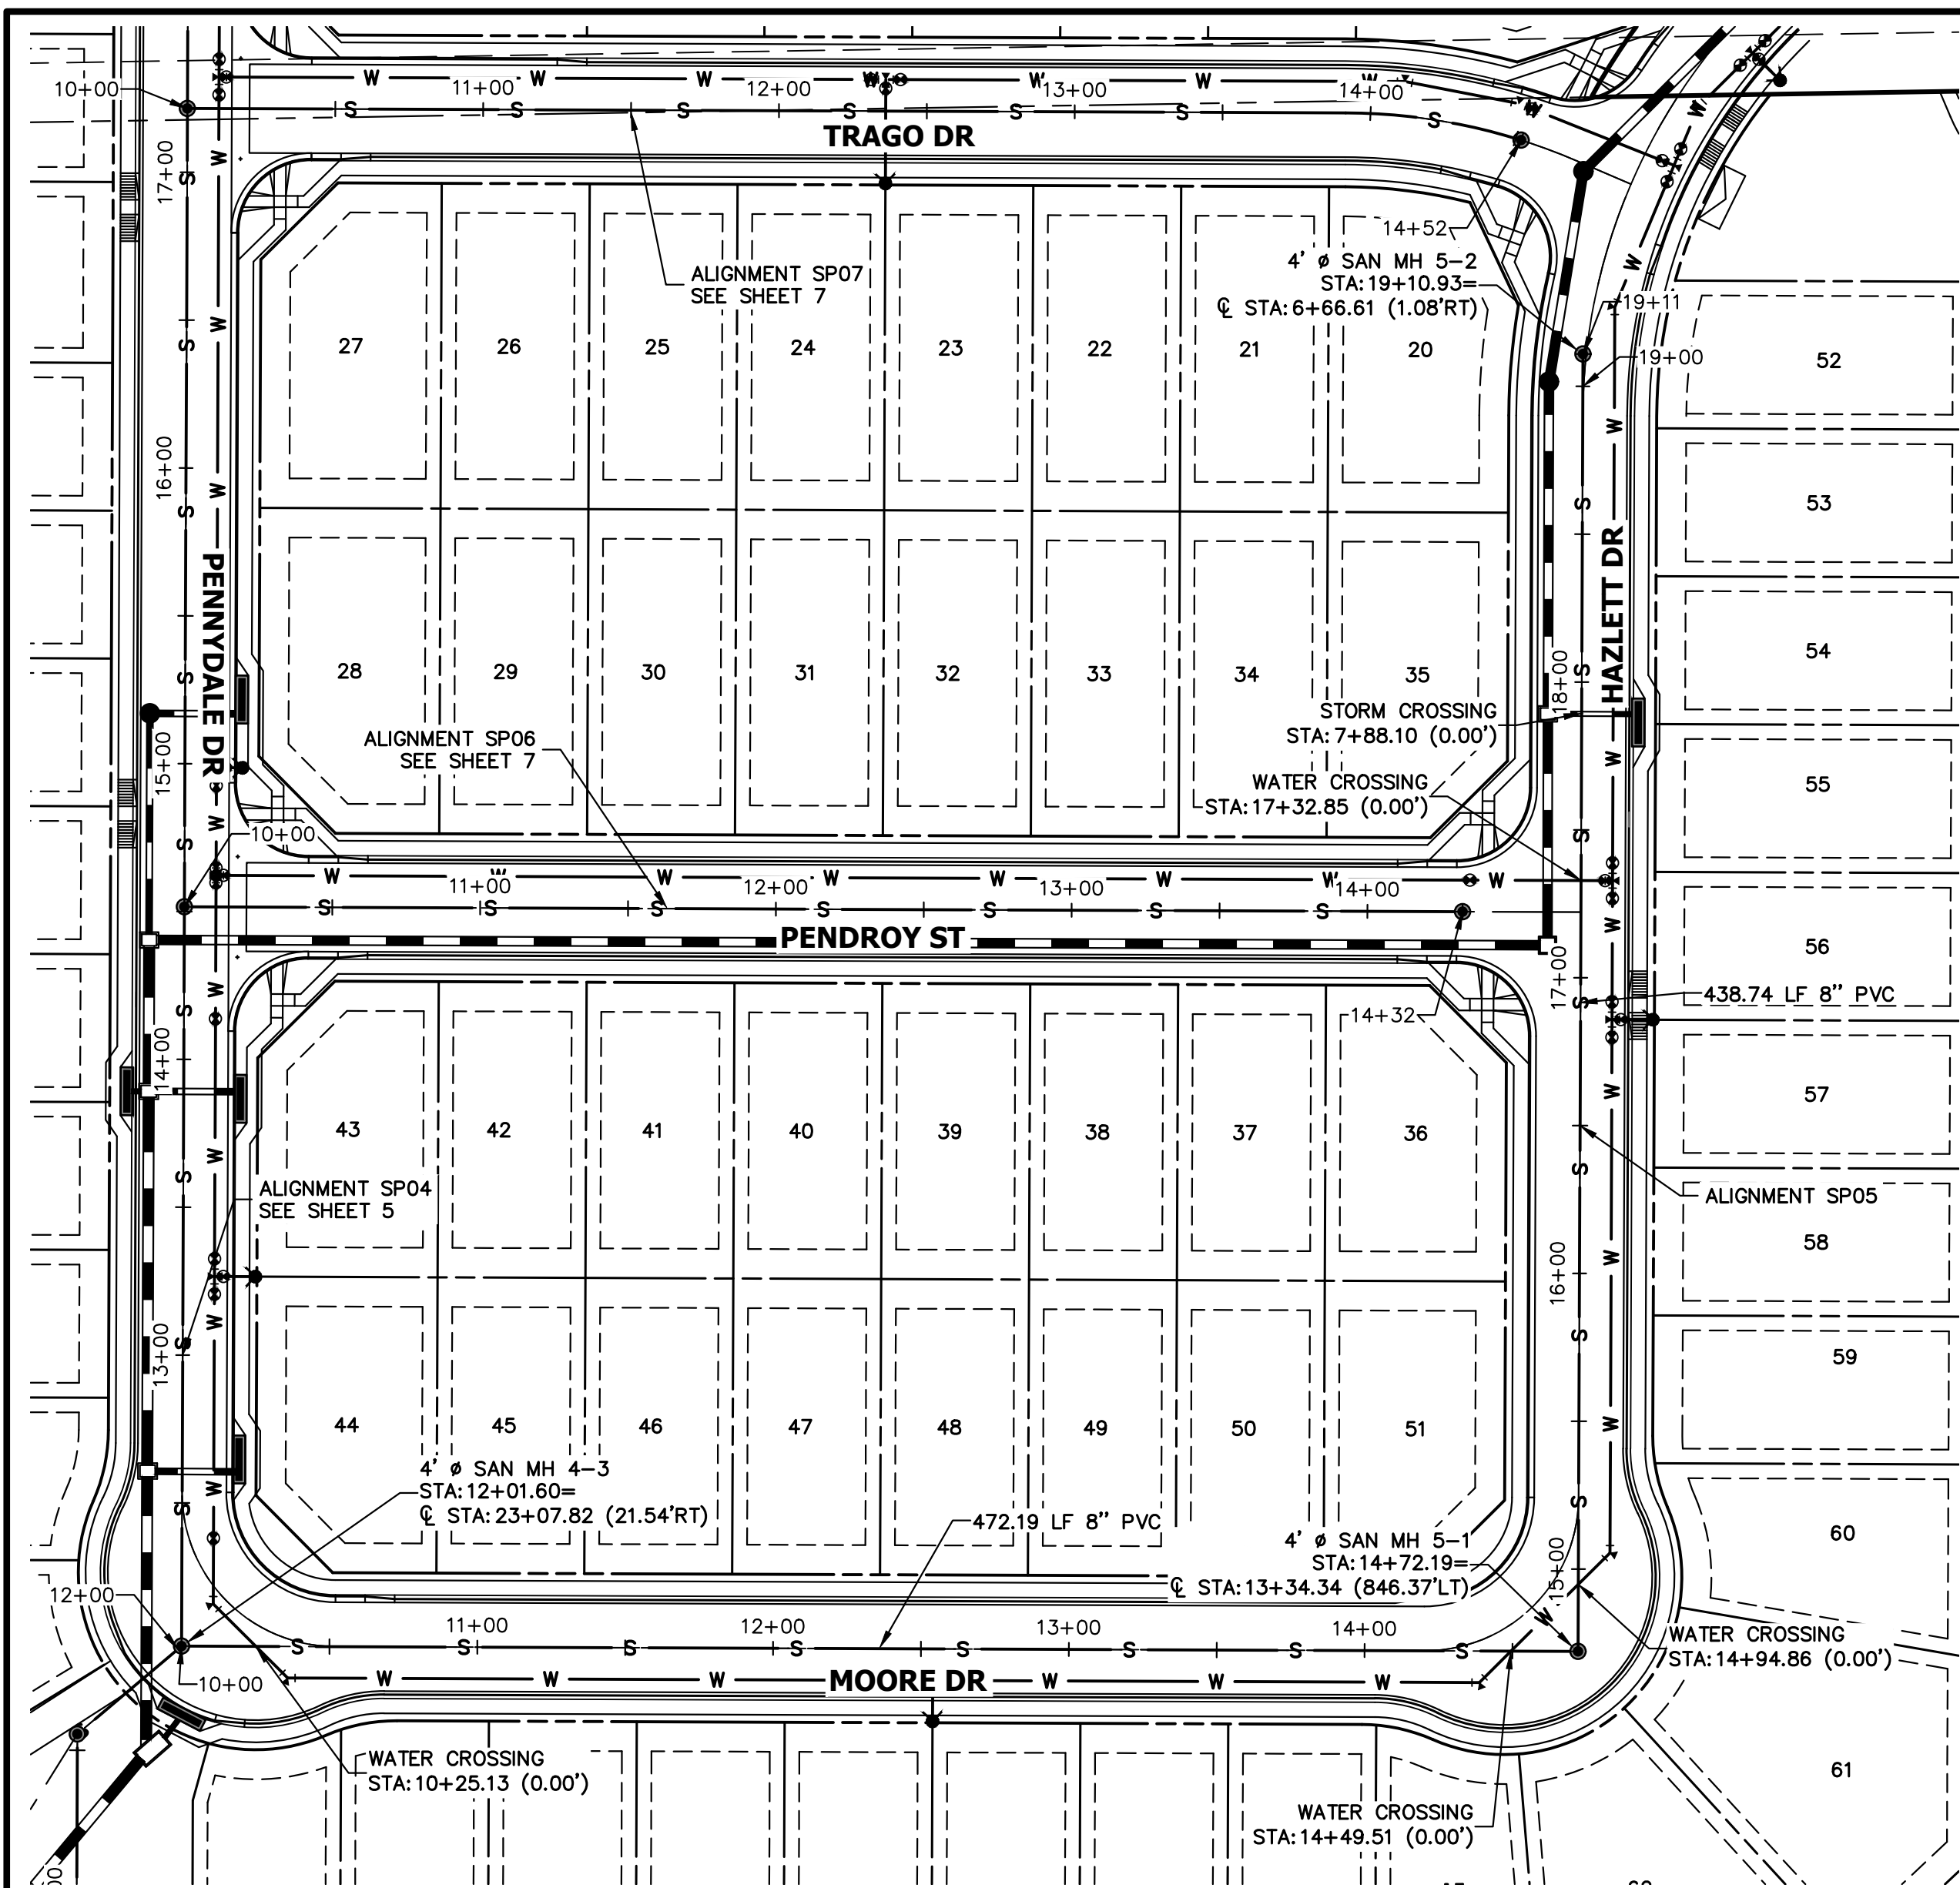 10+00
W W 11+00 W W 12+00 W W 13+00 W W 14+00 W
S S S S S S S
TRAGO DR
17+00
14+52
4' ø SAN MH 5-2
STA:19+10.93=
℄ STA:6+66.61 (1.08'RT)
ALIGNMENT SP07
SEE SHEET 7
19+11
19+00
27 26 25 24 23 22 21 20
52
16+00
53
PENNYDALE DR
HAZLETT DR
28 29 30 31 32 33 34 35
54
18+00
STORM CROSSING
STA:7+88.10 (0.00')
ALIGNMENT SP06
SEE SHEET 7
15+00
WATER CROSSING
STA:17+32.85 (0.00')
55
10+00
W 11+00 W W 12+00 W W 13+00 W W 14+00 W
S S S S S S S
PENDROY ST
56
17+00
438.74 LF 8" PVC
14+32
14+00
57
43 42 41 40 39 38 37 36
ALIGNMENT SP04
SEE SHEET 5
ALIGNMENT SP05
58
16+00
13+00
59
44 45 46 47 48 49 50 51
4' ø SAN MH 4-3
STA:12+01.60=
℄ STA:23+07.82 (21.54'RT)
472.19 LF 8" PVC
4' ø SAN MH 5-1
STA:14+72.19=
℄ STA:13+34.34 (846.37'LT)
60
15+00
12+00
11+00 12+00 13+00 14+00
S S S S S S S S
WATER CROSSING
STA:14+94.86 (0.00')
10+00
W W W MOORE DR W W W
WATER CROSSING
STA:10+25.13 (0.00')
61
WATER CROSSING
STA:14+49.51 (0.00')